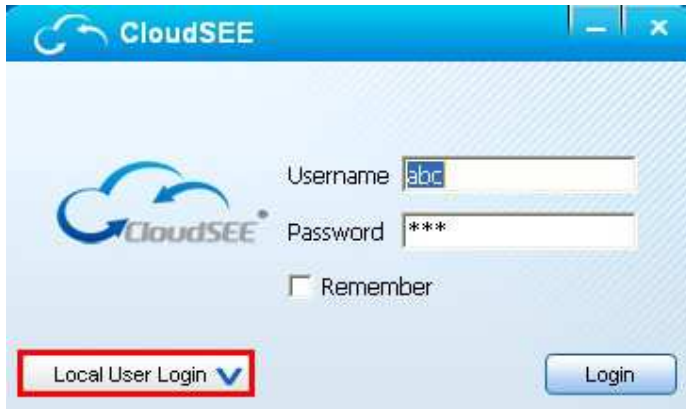 CloudSEE
Username abc
CloudSEE
Password ***
Remember
Local User Login
Login